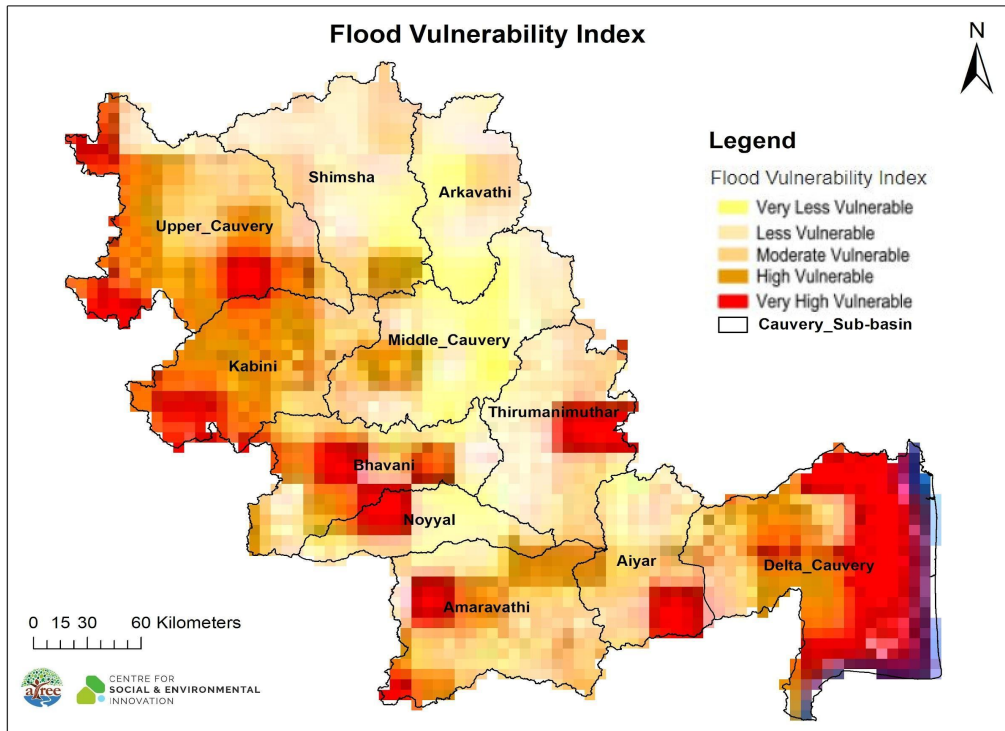 Flood Vulnerability Index
N
Legend
Flood Vulnerability Index
Very Less Vulnerable
Less Vulnerable
Moderate Vulnerable
High Vulnerable
Very High Vulnerable
Cauvery_Sub-basin
Shimsha
Arkavathi
Upper_Cauvery
Middle_Cauvery
Kabini
Thirumanimuthar
Bhavani
Noyyal
Aiyar
Delta_Cauvery
Amaravathi
0 15 30 60 Kilometers
atree
CENTRE FOR
SOCIAL & ENVIRONMENTAL
INNOVATION